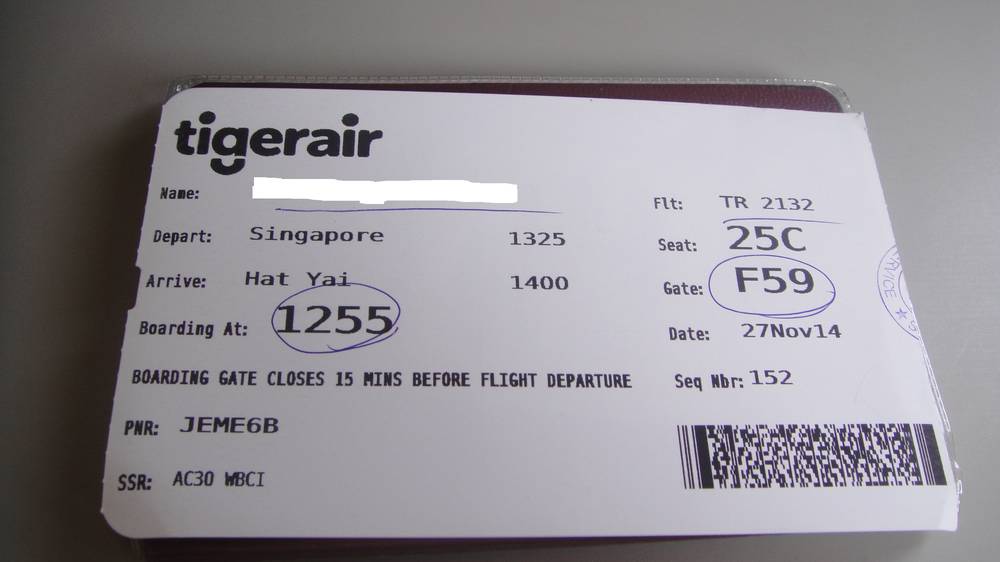 tigerair
Name:
Flt: TR 2132
Depart: Singapore 1325
Seat: 25C
Arrive: Hat Yai 1400
Gate: F59
Boarding At: 1255
Date: 27Nov14
BOARDING GATE CLOSES 15 MINS BEFORE FLIGHT DEPARTURE
Seq Nbr: 152
PNR: JEME6B
SSR: AC30 WBCI